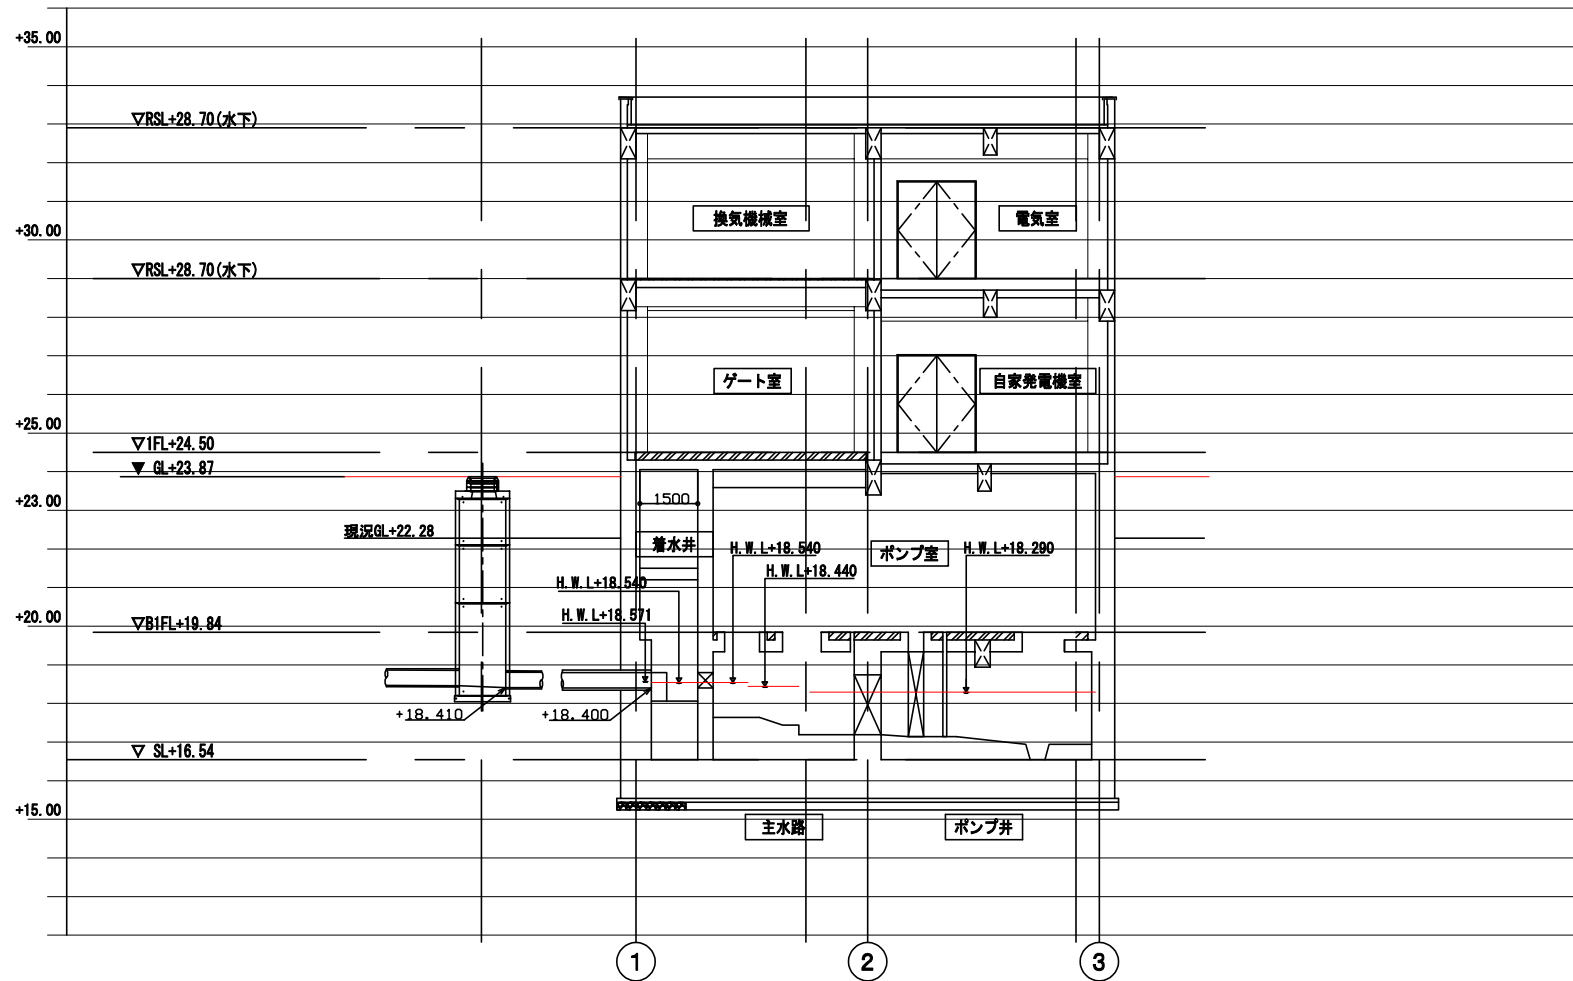 +35.00
▽RSL+28.70(水下)
換気機械室
電気室
+30.00
▽RSL+28.70(水下)
ゲート室
自家発電機室
+25.00
▽1FL+24.50
▼ GL+23.87
+23.00
1500
現況GL+22.28
着水井
H.W.L+18.540
ポンプ室
H.W.L+18.290
H.W.L+18.440
H.W.L+18.540
H.W.L+18.571
+20.00
▽B1FL+19.84
+18.410
+18.400
▽ SL+16.54
+15.00
主水路
ポンプ井
1
2
3